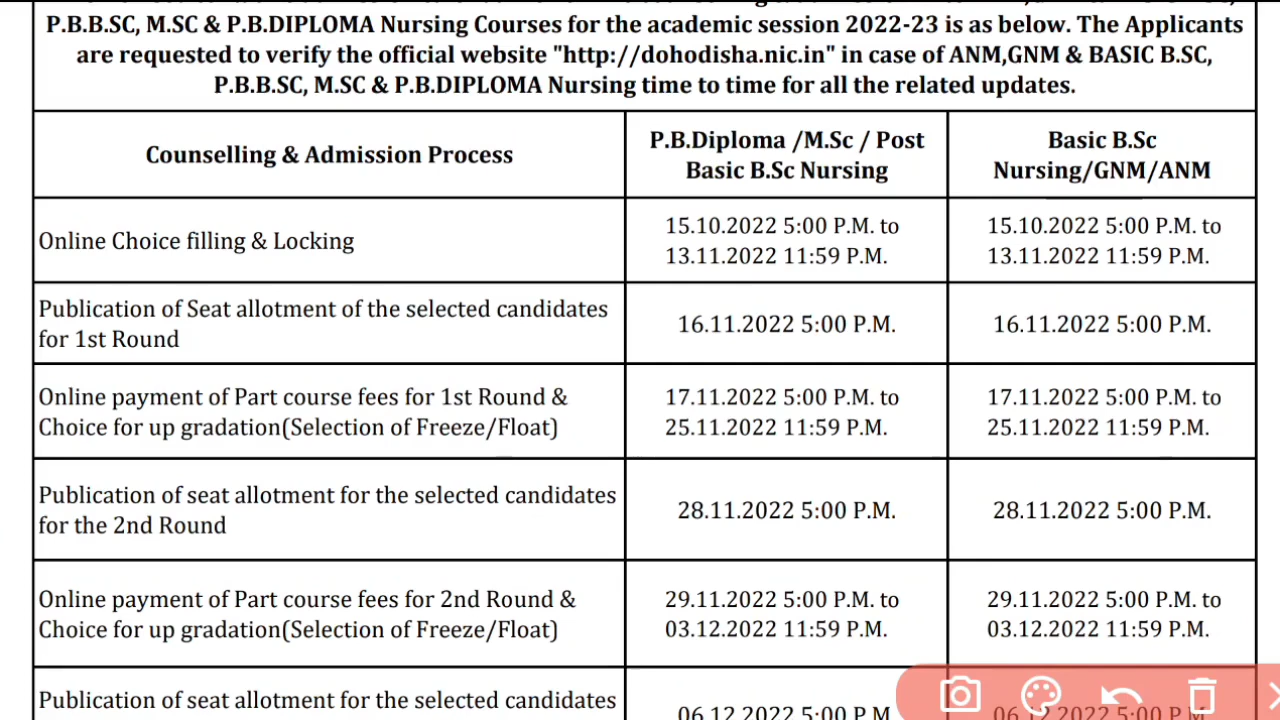 P.B.B.SC, M.SC & P.B.DIPLOMA Nursing Courses for the academic session 2022-23 is as below. The Applicants
are requested to verify the official website "http://dohodisha.nic.in" in case of ANM,GNM & BASIC B.SC,
P.B.B.SC, M.SC & P.B.DIPLOMA Nursing time to time for all the related updates.
Counselling & Admission Process
P.B.Diploma /M.Sc / Post
Basic B.Sc Nursing
Basic B.Sc
Nursing/GNM/ANM
Online Choice filling & Locking
15.10.2022 5:00 P.M. to
13.11.2022 11:59 P.M.
15.10.2022 5:00 P.M. to
13.11.2022 11:59 P.M.
Publication of Seat allotment of the selected candidates
for 1st Round
16.11.2022 5:00 P.M.
16.11.2022 5:00 P.M.
Online payment of Part course fees for 1st Round &
Choice for up gradation(Selection of Freeze/Float)
17.11.2022 5:00 P.M. to
25.11.2022 11:59 P.M.
17.11.2022 5:00 P.M. to
25.11.2022 11:59 P.M.
Publication of seat allotment for the selected candidates
for the 2nd Round
28.11.2022 5:00 P.M.
28.11.2022 5:00 P.M.
Online payment of Part course fees for 2nd Round &
Choice for up gradation(Selection of Freeze/Float)
29.11.2022 5:00 P.M. to
03.12.2022 11:59 P.M.
29.11.2022 5:00 P.M. to
03.12.2022 11:59 P.M.
Publication of seat allotment for the selected candidates
06.12.2022 5:00 P.M
06.12.2022 5:00 P.M